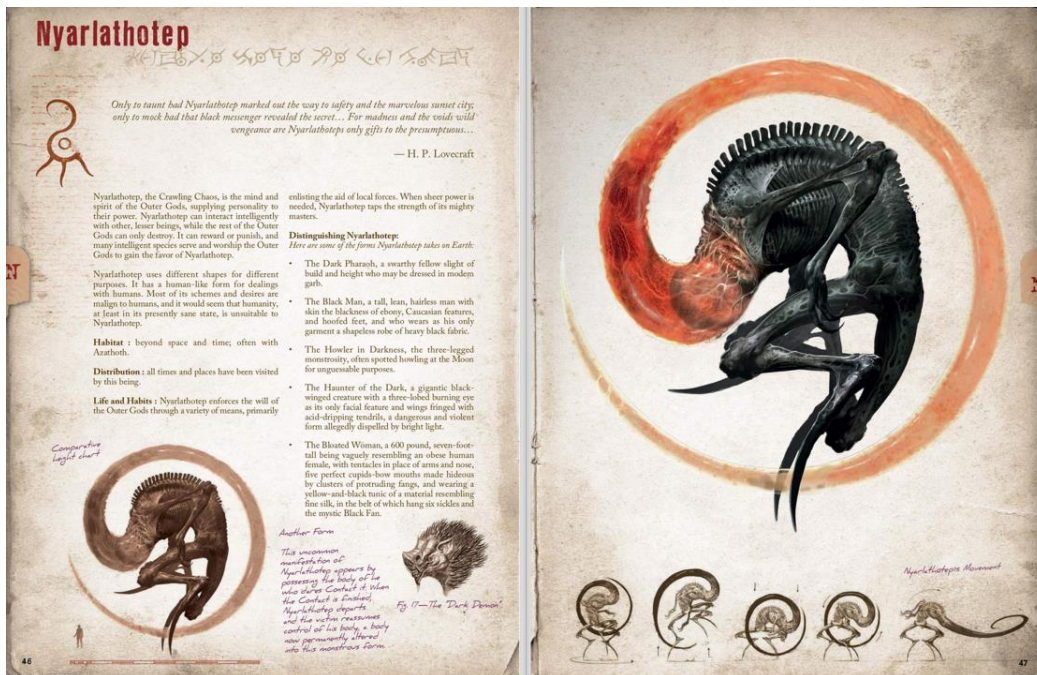 Nyarlathotep
Only to taunt had Nyarlathotep marked out the way to safety and the marvelous sunset city,
only to mock had that black messenger revealed the secret… For madness and the voids wild
vengeance are Nyarlathoteps only gifts to the presumptuous…
— H. P. Lovecraft
Nyarlathotep, the Crawling Chaos, is the mind and
spirit of the Outer Gods, supplying personality to
their power. Nyarlathotep can interact intelligently
with other, lesser beings, while the rest of the Outer
Gods can only destroy. It can reward or punish, and
many intelligent species serve and worship the Outer
Gods to gain the favor of Nyarlathotep.
Nyarlathotep uses different shapes for different
purposes. It has a human-like form for dealings
with humans. Most of its schemes and desires are
malign to humans, and it would seem that humanity,
at least in its presently sane state, is unsuitable to
Nyarlathotep.
Habitat : beyond space and time; often with
Azathoth.
Distribution : all times and places have been visited
by this being.
Life and Habits : Nyarlathotep enforces the will of
the Outer Gods through a variety of means, primarily
enlisting the aid of local forces. When sheer power is
needed, Nyarlathotep taps the strength of its mighty
masters.
Distinguishing Nyarlathotep:
Here are some of the forms Nyarlathotep takes on Earth:
• The Dark Pharaoh, a swarthy fellow slight of
build and height who may be dressed in modem
garb.
• The Black Man, a tall, lean, hairless man with
skin the blackness of ebony, Caucasian features,
and hoofed feet, and who wears as his only
garment a shapeless robe of heavy black fabric.
• The Howler in Darkness, the three-legged
monstrosity, often spotted howling at the Moon
for unguessable purposes.
• The Haunter of the Dark, a gigantic black-
winged creature with a three-lobed burning eye
as its only facial feature and wings fringed with
acid-dripping tendrils, a dangerous and violent
form allegedly dispelled by bright light.
• The Bloated Woman, a 600 pound, seven-foot-
tall being vaguely resembling an obese human
female, with tentacles in place of arms and nose,
five perfect cupids-bow mouths made hideous
by clusters of protruding fangs, and wearing a
yellow-and-black tunic of a material resembling
fine silk, in the belt of which hang six sickles and
the mystic Black Fan.
Comparative
height chart
Another Form
This uncommon
manifestation of
Nyarlathotep appears by
possessing the body of he
who dares Contact it. When
the Contact is finished,
Nyarlathotep departs
and the victim reassumes
control of his body, a body
now permanently altered
into this monstrous form.
Fig. 17—The "Dark Demon".
46
N
Nyarlathoteps Movement
47